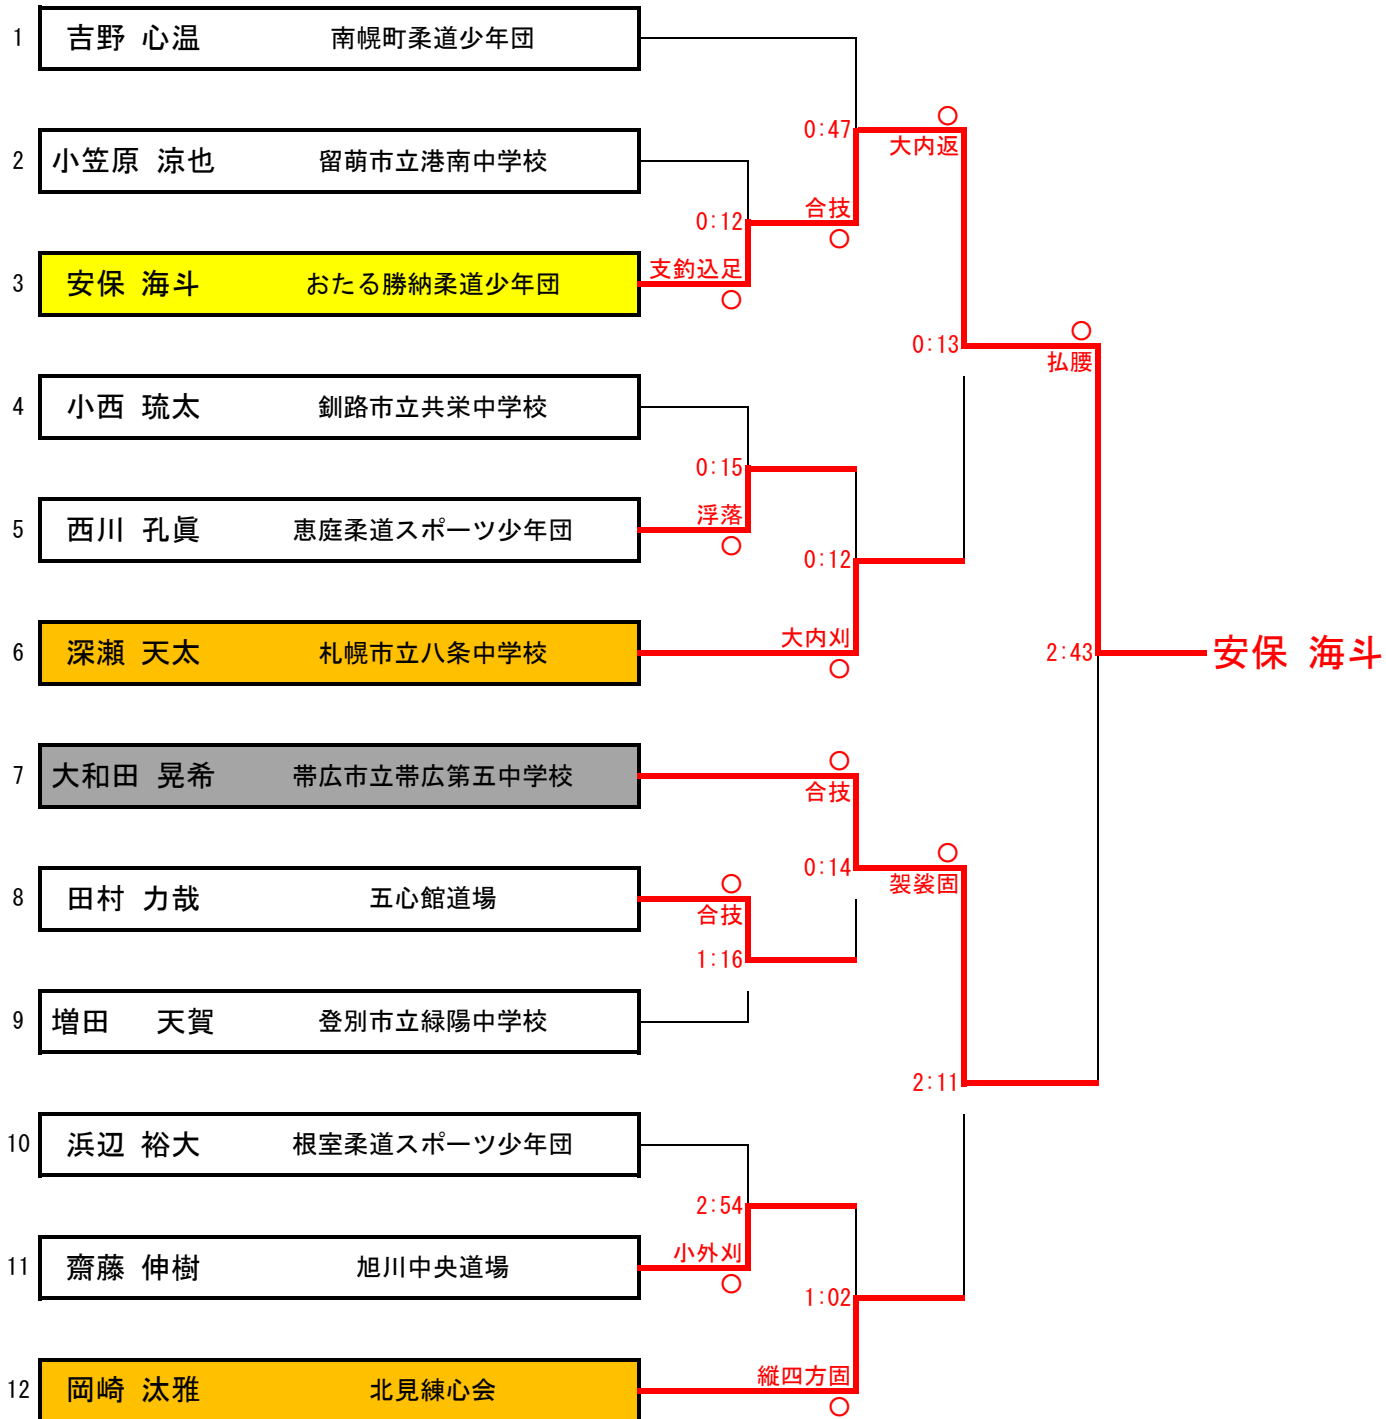 1 吉野 心温 南幌町柔道少年団
0:47 ○
大内返
2 小笠原 涼也 留萌市立港南中学校
合技
0:12 ○
支釣込足
3 安保 海斗 おたる勝納柔道少年団
○
○
0:13 払腰
4 小西 琉太 釧路市立共栄中学校
0:15
浮落
5 西川 孔眞 恵庭柔道スポーツ少年団
○
0:12
大内刈
6 深瀬 天太 札幌市立八条中学校
○
2:43 安保 海斗
○
7 大和田 晃希 帯広市立帯広第五中学校
合技
○
0:14 袈裟固
○
8 田村 力哉 五心館道場
合技
1:16
9 増田 天賀 登別市立緑陽中学校
2:11
10 浜辺 裕大 根室柔道スポーツ少年団
2:54
小外刈
11 齋藤 伸樹 旭川中央道場
○
1:02
縦四方固
12 岡崎 汰雅 北見練心会
○